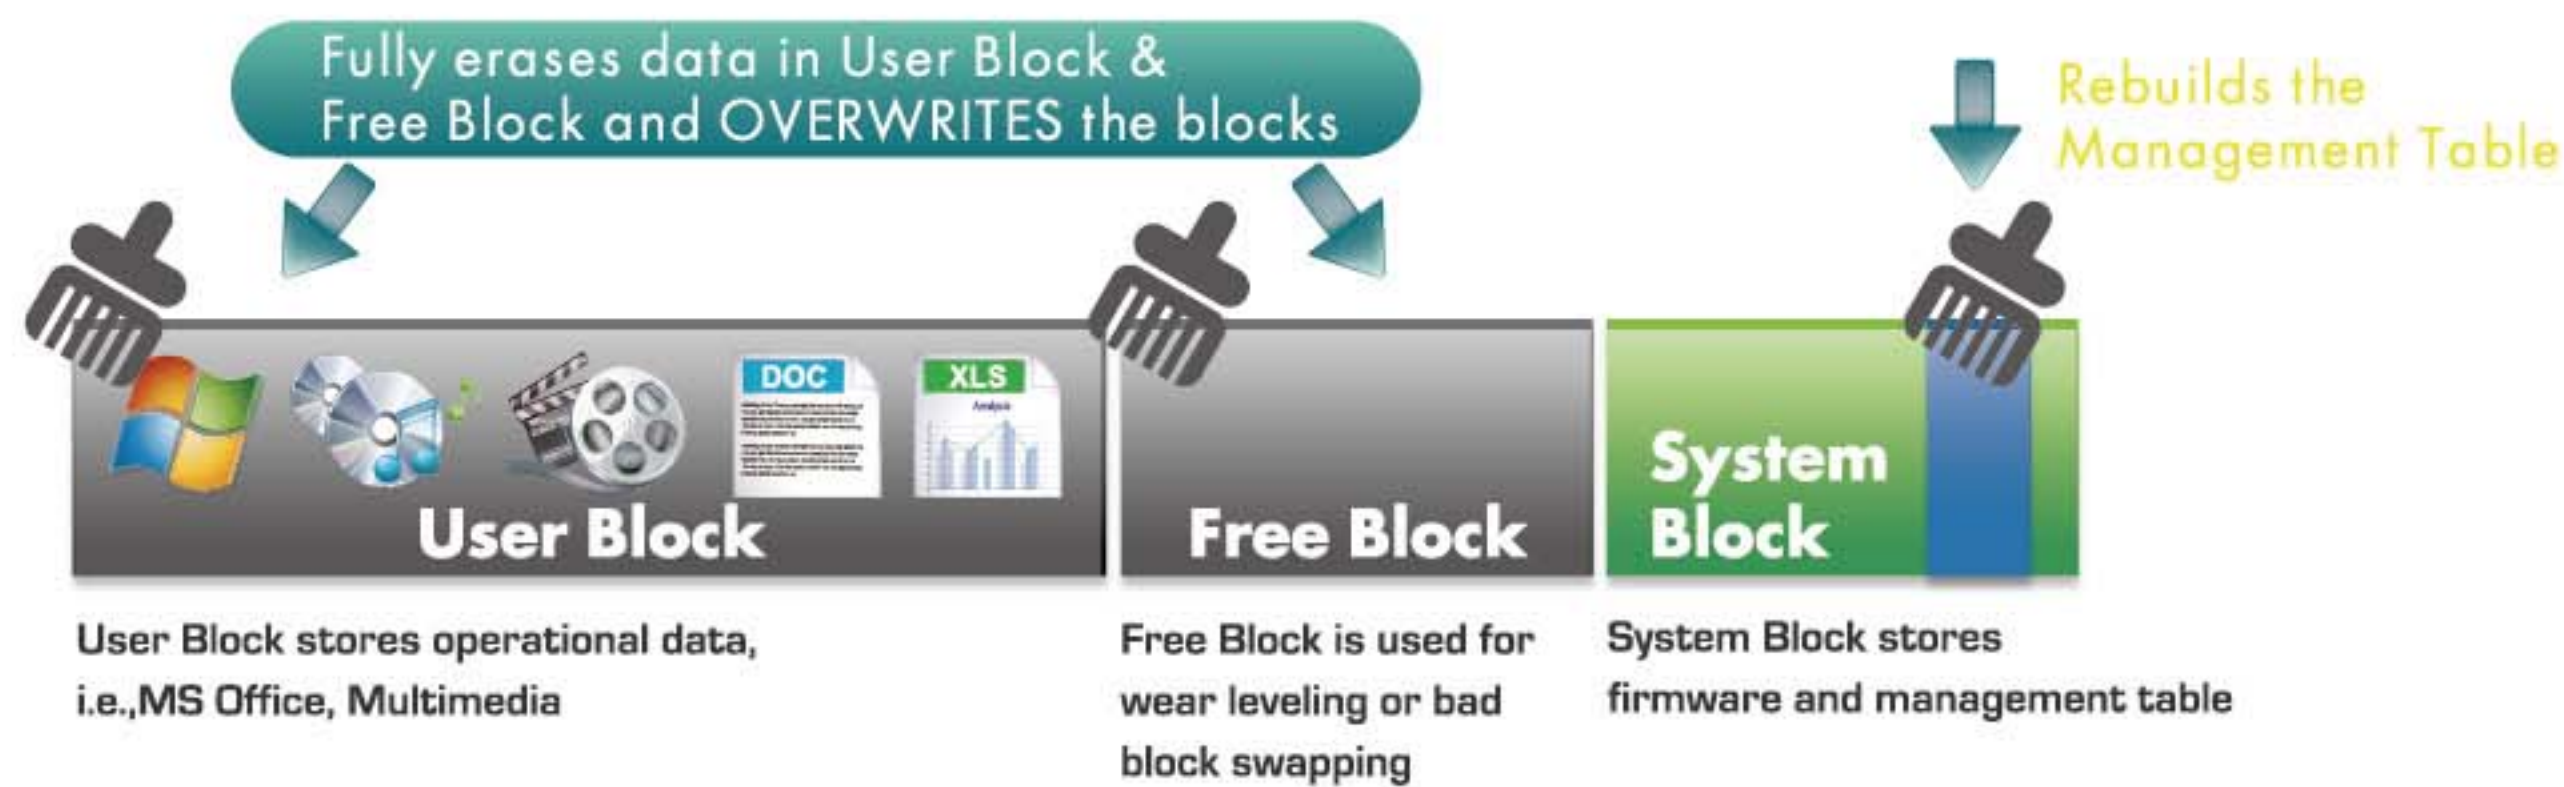 Fully erases data in User Block &
Free Block and OVERWRITES the blocks
Rebuilds the
Management Table
DOC
XLS
Analysis
User Block
Free Block
System
Block
User Block stores operational data,
i.e.,MS Office, Multimedia
Free Block is used for
wear leveling or bad
block swapping
System Block stores
firmware and management table